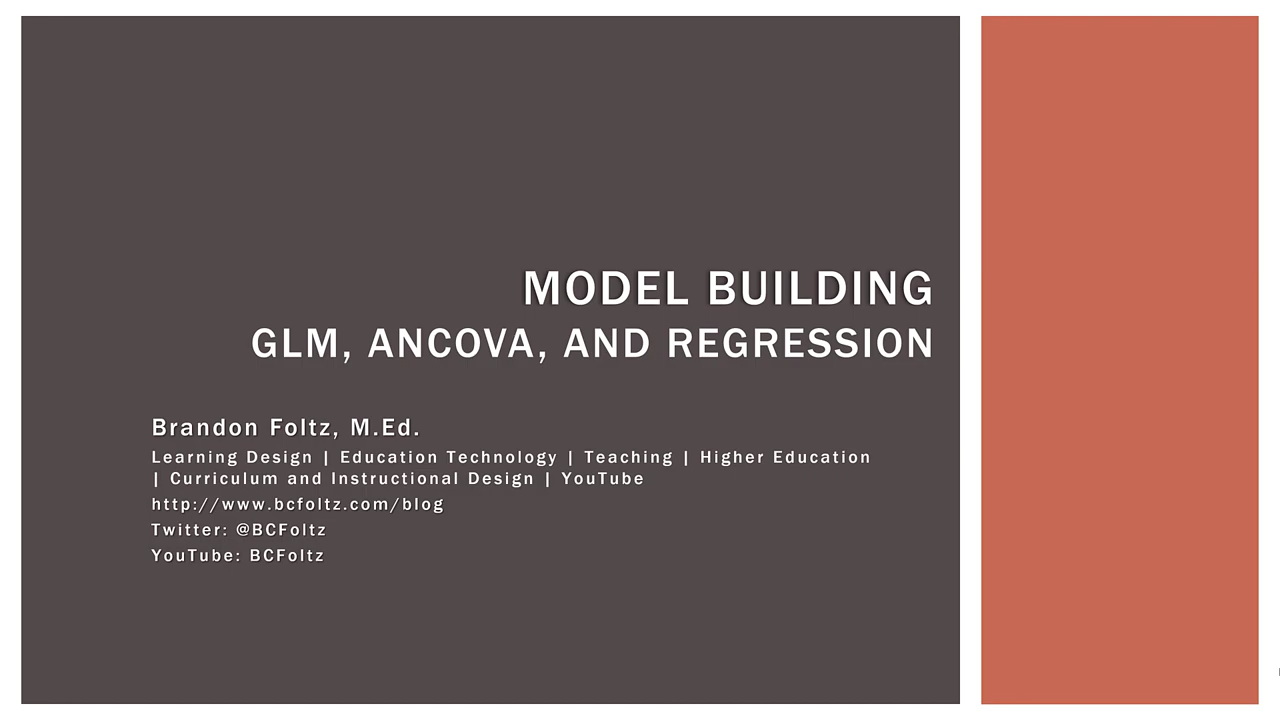 MODEL BUILDING
GLM, ANCOVA, AND REGRESSION
Brandon Foltz, M.Ed.
Learning Design | Education Technology | Teaching | Higher Education
| Curriculum and Instructional Design | YouTube
http://www.bcfoltz.com/blog
Twitter: @BCFoltz
YouTube: BCFoltz